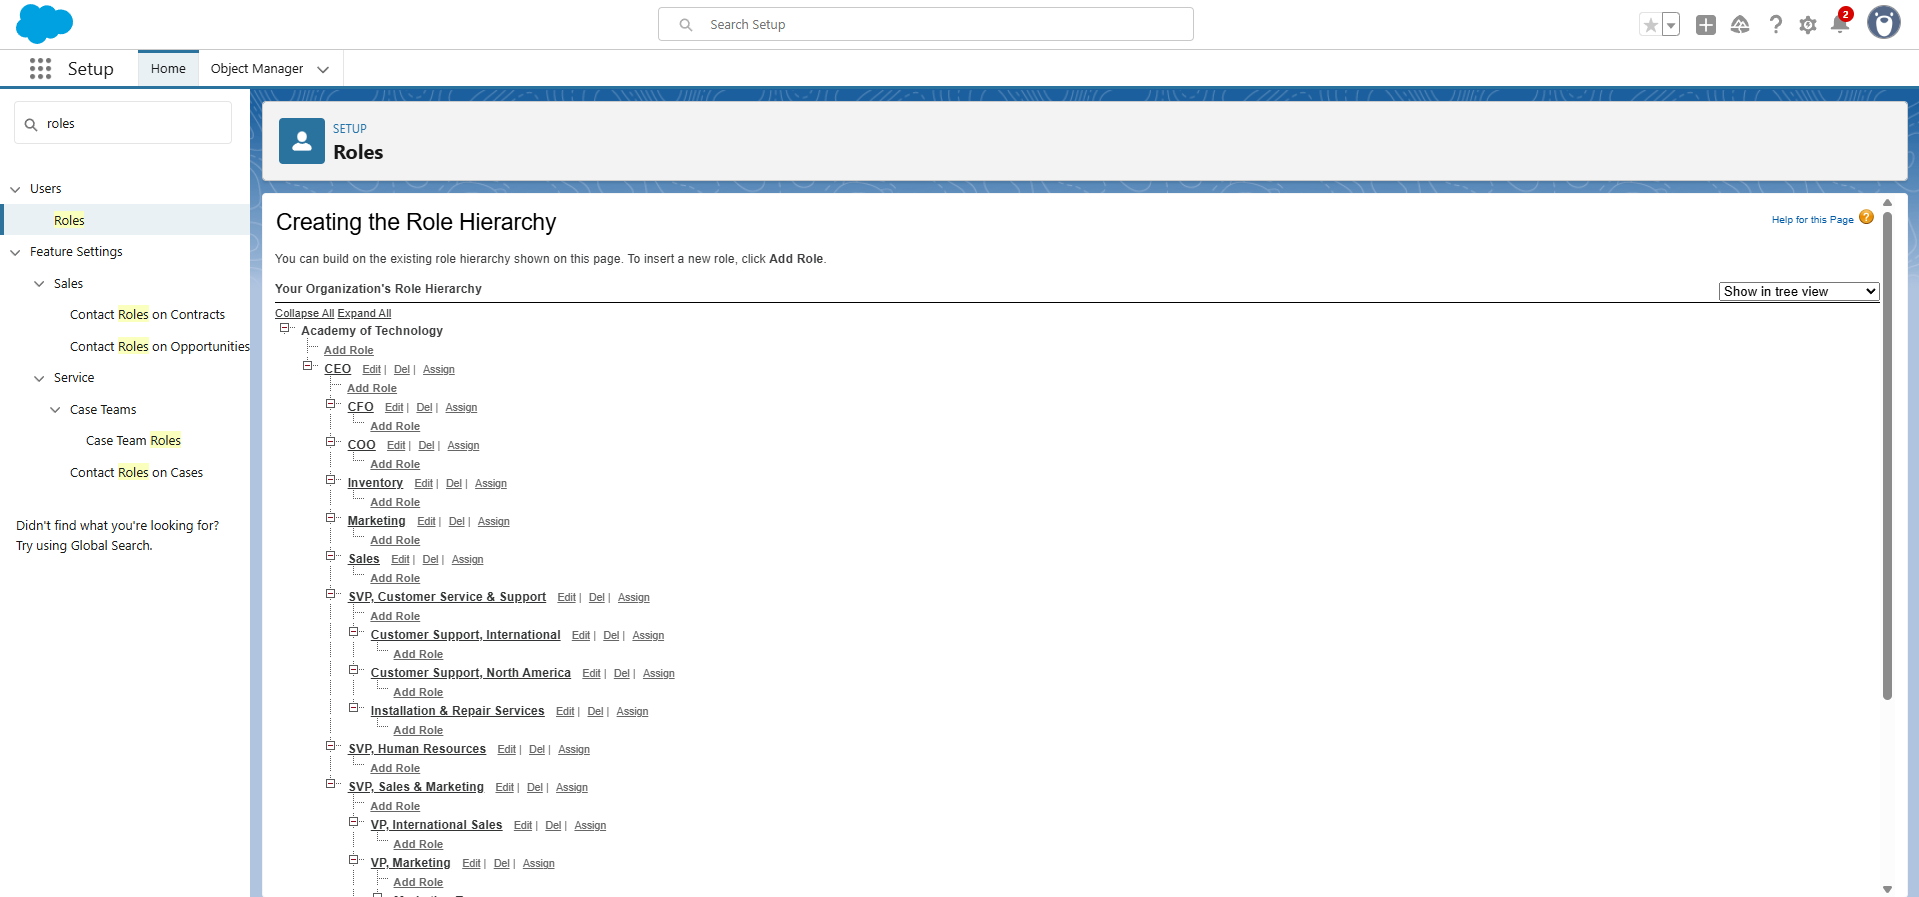 Search Setup
2
Setup
Home
Object Manager
roles
Users
Roles
Feature Settings
Sales
Contact Roles on Contracts
Contact Roles on Opportunities
Service
Case Teams
Case Team Roles
Contact Roles on Cases
Didn't find what you're looking for?
Try using Global Search.
SETUP
Roles
Creating the Role Hierarchy
Help for this Page ?
You can build on the existing role hierarchy shown on this page. To insert a new role, click Add Role.
Your Organization's Role Hierarchy
Show in tree view
Collapse All Expand All
Academy of Technology
Add Role
CEO Edit | Del | Assign
Add Role
CFO Edit | Del | Assign
Add Role
COO Edit | Del | Assign
Add Role
Inventory Edit | Del | Assign
Add Role
Marketing Edit | Del | Assign
Add Role
Sales Edit | Del | Assign
Add Role
SVP, Customer Service & Support Edit | Del | Assign
Add Role
Customer Support, International Edit | Del | Assign
Add Role
Customer Support, North America Edit | Del | Assign
Add Role
Installation & Repair Services Edit | Del | Assign
Add Role
SVP, Human Resources Edit | Del | Assign
Add Role
SVP, Sales & Marketing Edit | Del | Assign
Add Role
VP, International Sales Edit | Del | Assign
Add Role
VP, Marketing Edit | Del | Assign
Add Role